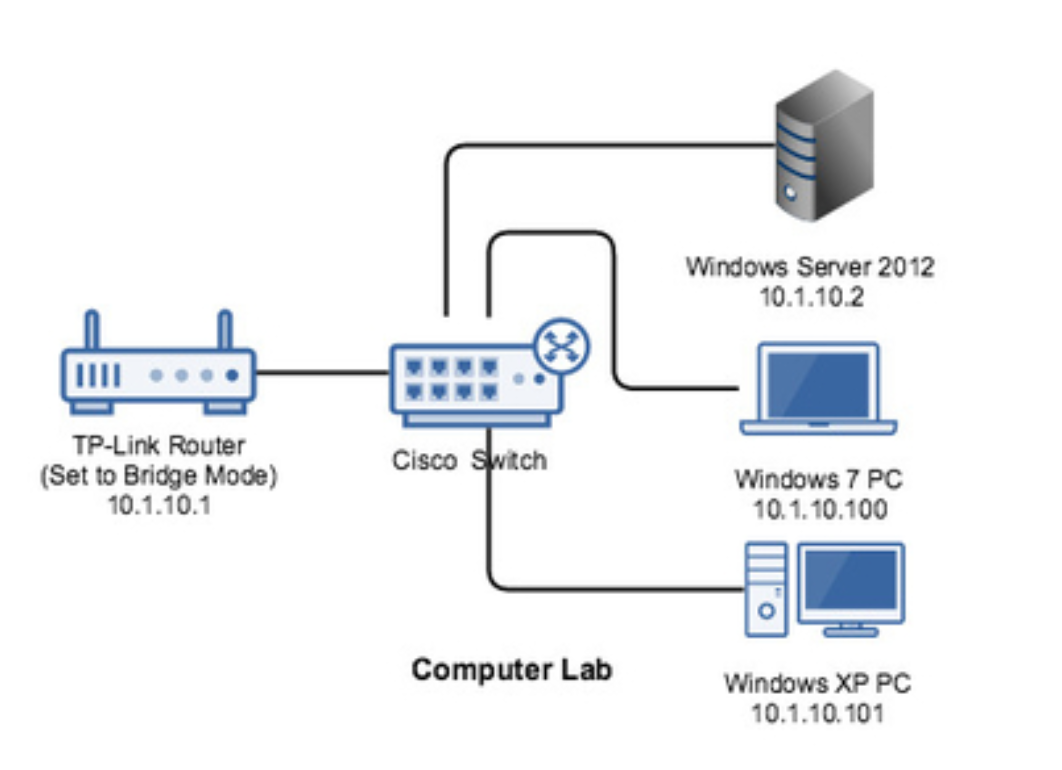 Windows Server 2012
10.1.10.2
TP-Link Router
(Set to Bridge Mode)
10.1.10.1
Cisco Switch
Windows 7 PC
10.1.10.100
Computer Lab
Windows XP PC
10.1.10.101